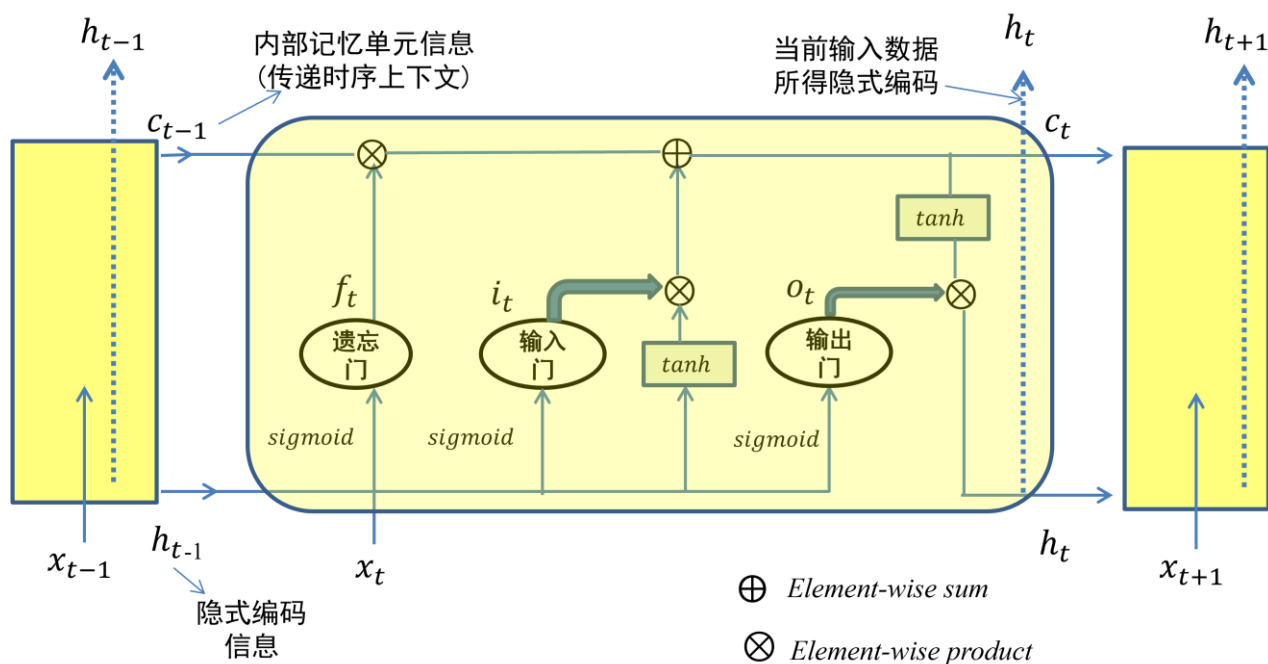 h_{t−1}
内部记忆单元信息
(传递时序上下文)
当前输入数据
所得隐式编码
h_t
h_{t+1}
c_{t−1}
c_t
tanh
f_t
i_t
o_t
遗忘
门
输入
门
tanh
输出
门
sigmoid
sigmoid
sigmoid
x_{t−1}
h_{t-1}
x_t
h_t
x_{t+1}
隐式编码
信息
⊕ Element-wise sum
⊗ Element-wise product